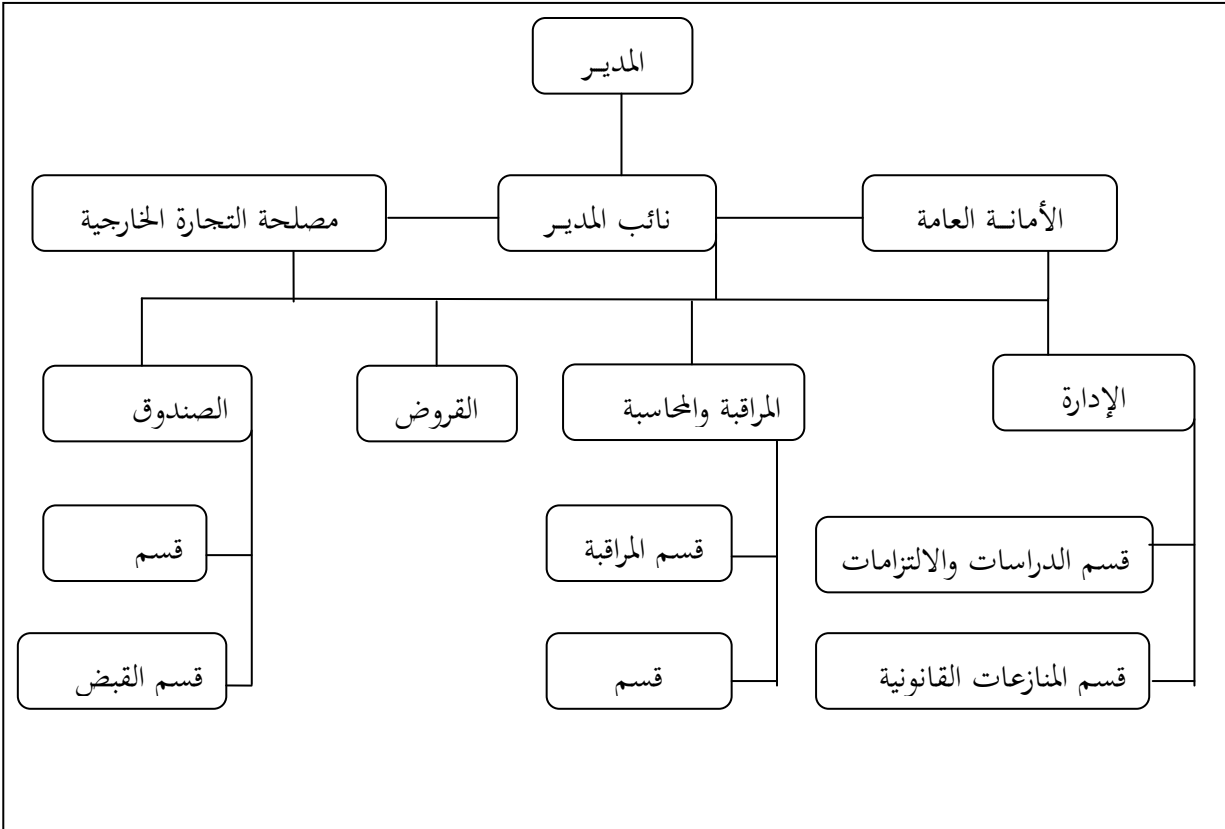 المديـر
الأمانـة العامة
نائب المديـر
مصلحة التجارة الخارجية
الإدارة
المراقبة والمحاسبة
القروض
الصندوق
قسم الدراسات والالتزامات
قسم المراقبة
قسم
قسم المنازعات القانونية
قسم
قسم القبض